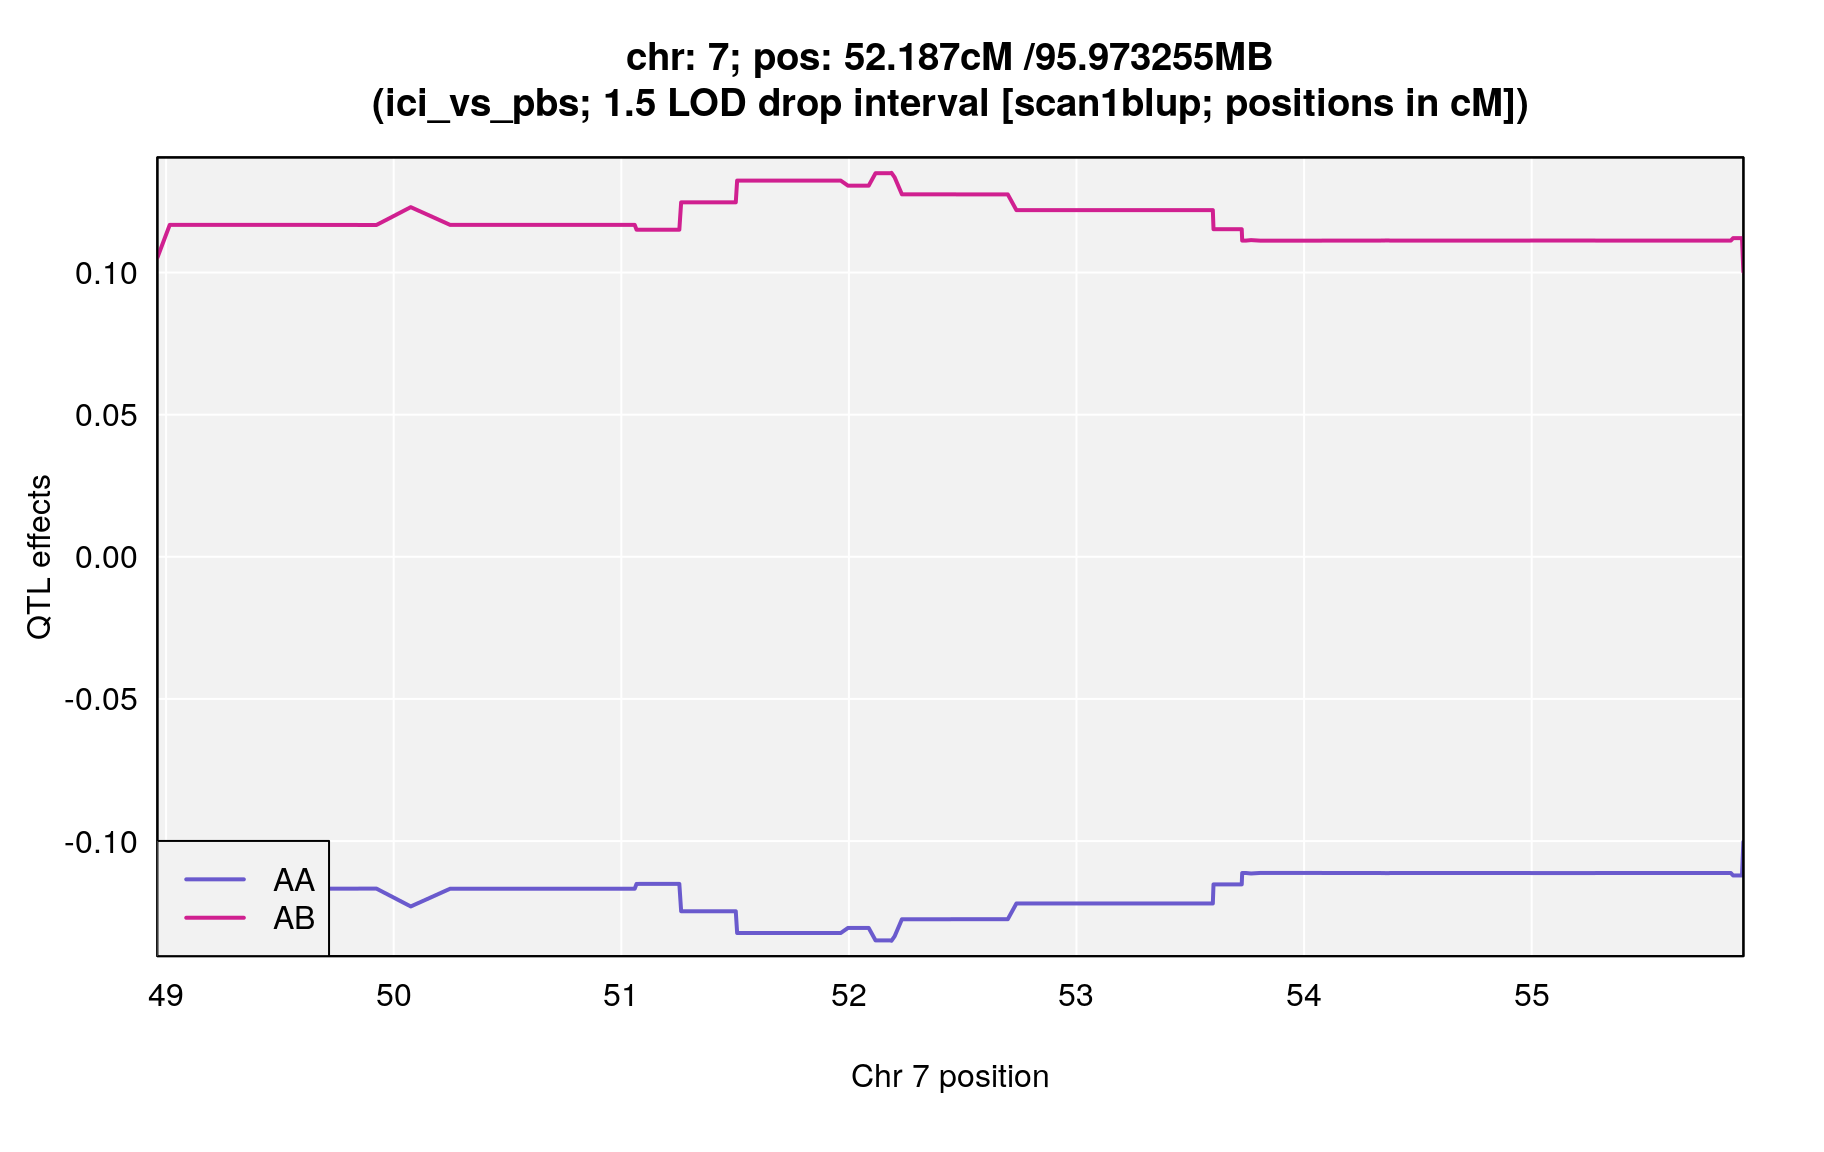 chr: 7; pos: 52.187cM /95.973255MB
(ici_vs_pbs; 1.5 LOD drop interval [scan1blup; positions in cM])
QTL effects
0.10
0.05
0.00
-0.05
-0.10
AA
AB
49 50 51 52 53 54 55
Chr 7 position